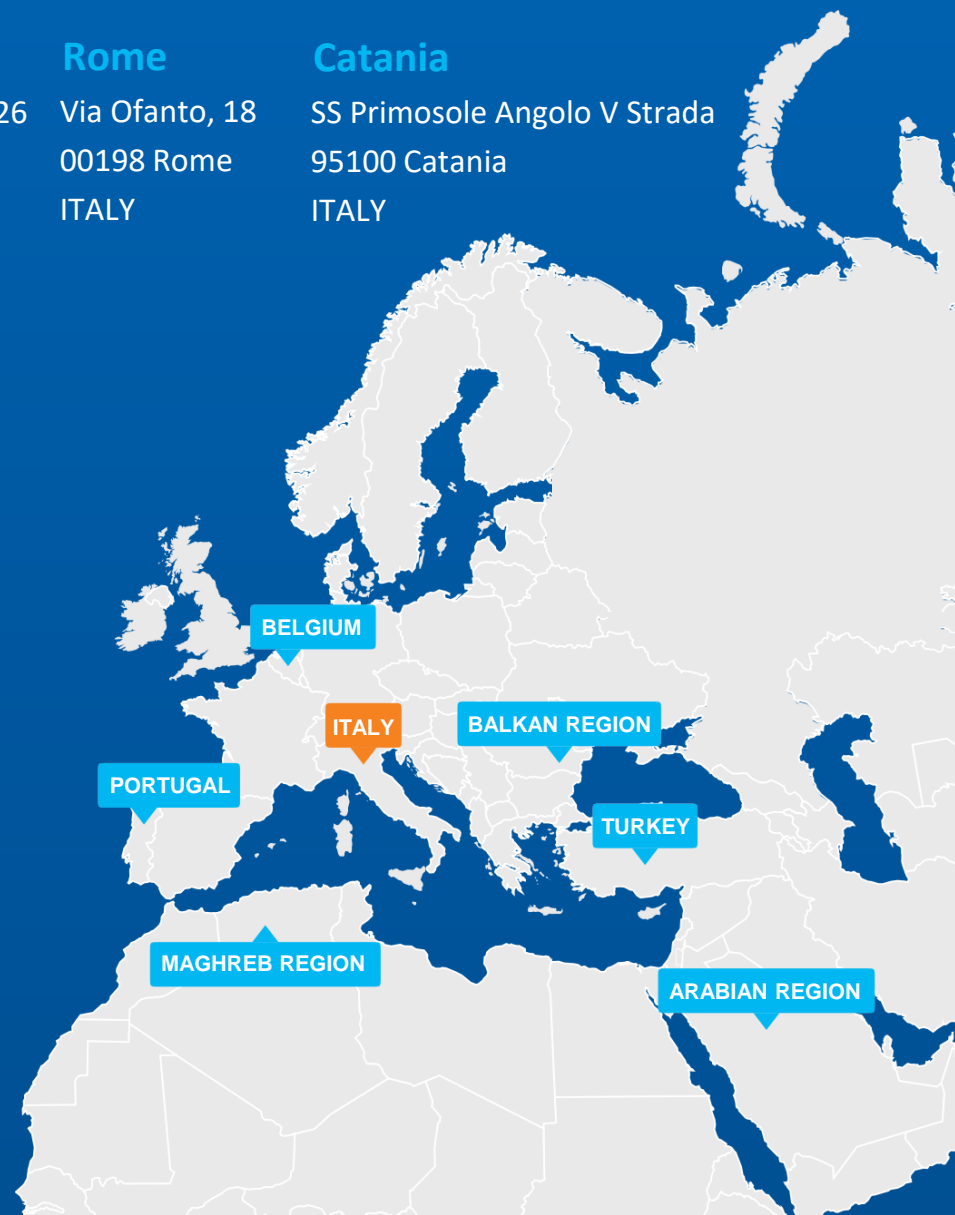 Rome
Catania
26
Via Ofanto, 18
00198 Rome
ITALY
SS Primosole Angolo V Strada
95100 Catania
ITALY
BELGIUM
ITALY
BALKAN REGION
PORTUGAL
TURKEY
MAGHREB REGION
ARABIAN REGION